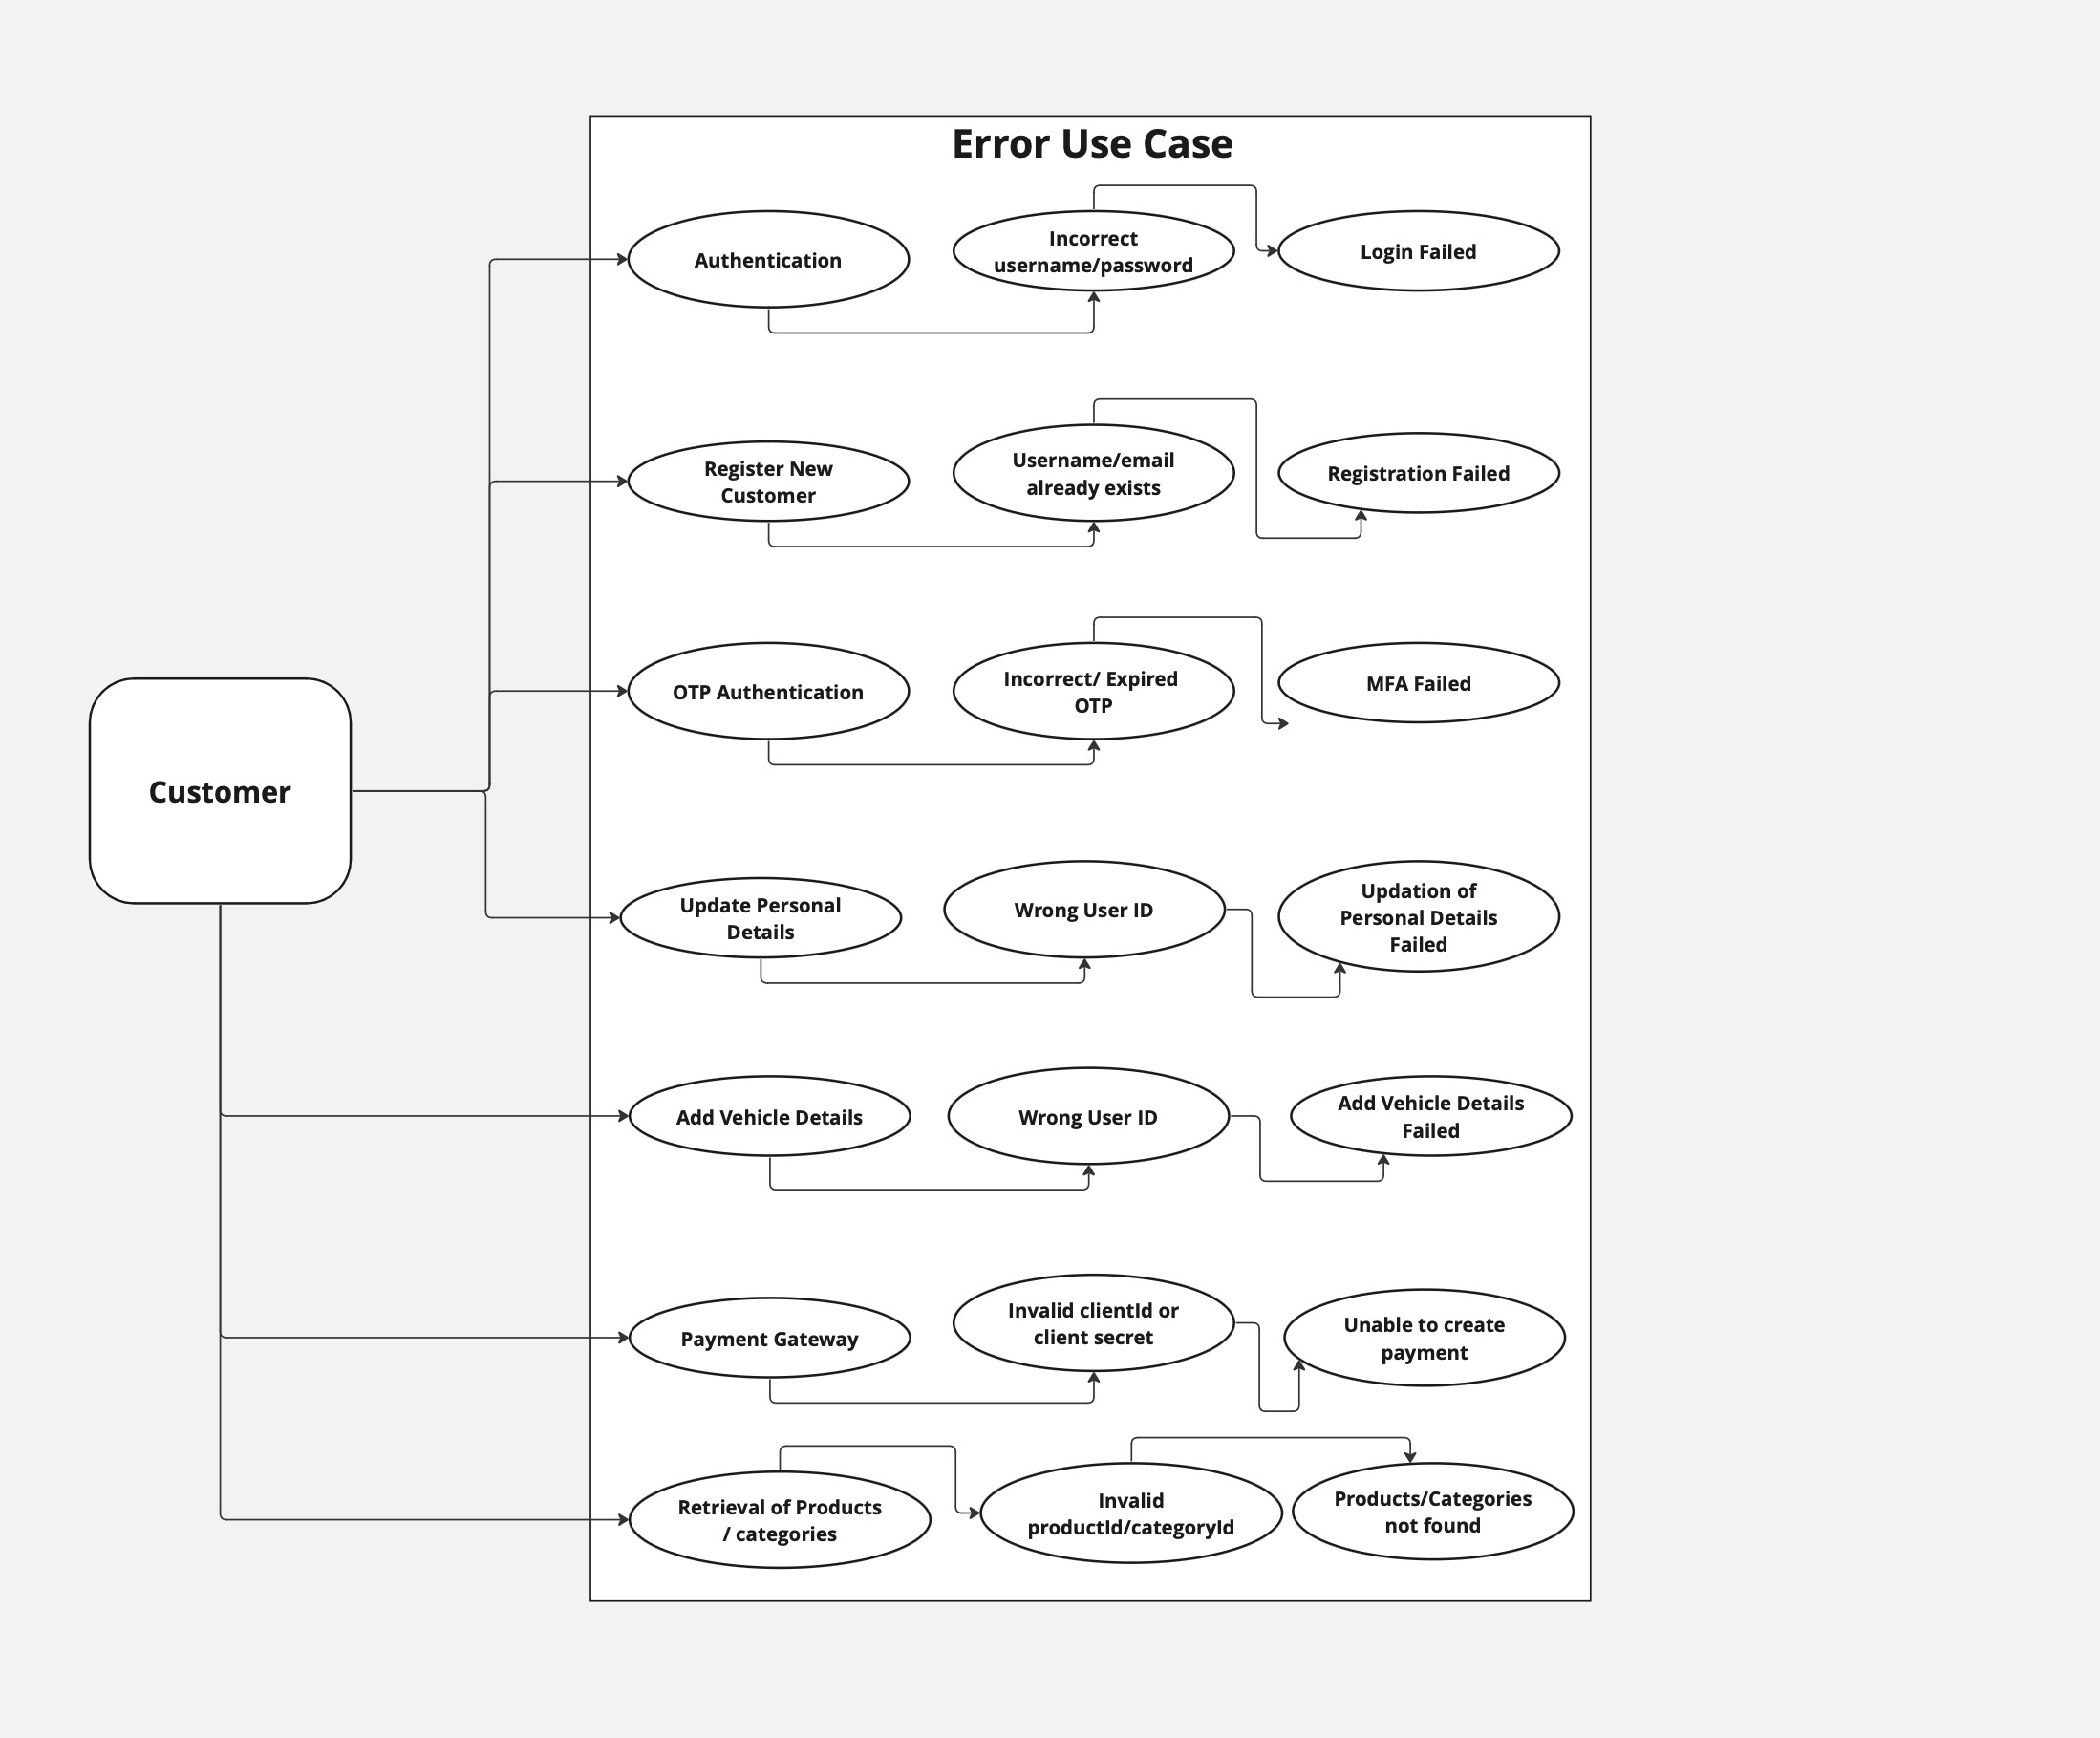 Error Use Case
Authentication
Incorrect
username/password
Login Failed
Register New
Customer
Username/email
already exists
Registration Failed
OTP Authentication
Incorrect/ Expired
OTP
MFA Failed
Customer
Update Personal
Details
Wrong User ID
Updation of
Personal Details
Failed
Add Vehicle Details
Wrong User ID
Add Vehicle Details
Failed
Payment Gateway
Invalid clientId or
client secret
Unable to create
payment
Retrieval of Products
/ categories
Invalid
productId/categoryId
Products/Categories
not found